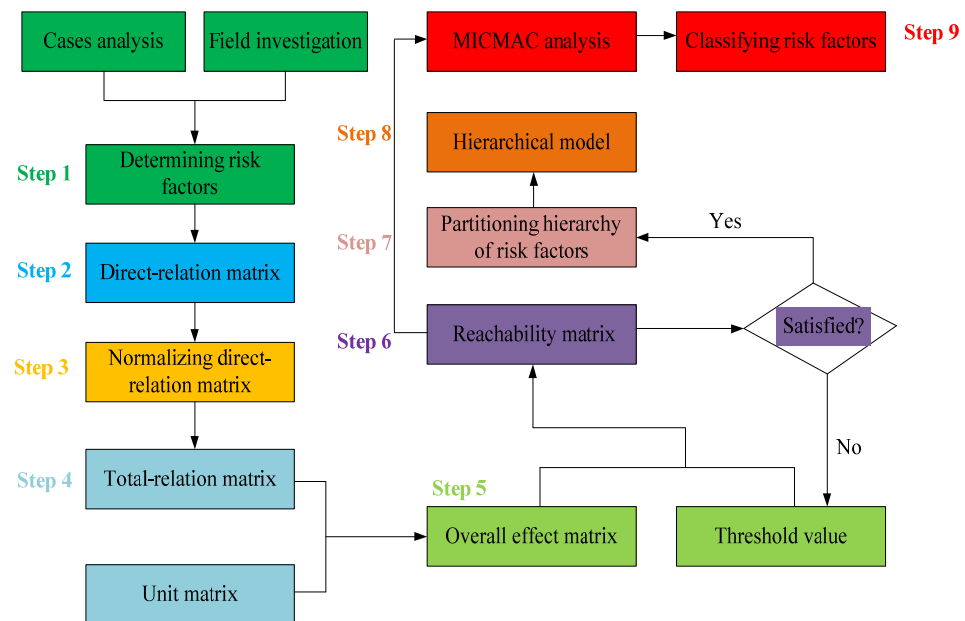 Cases analysis
Field investigation
Step 1
Determining risk
factors
Step 2
Direct-relation matrix
Step 3
Normalizing direct-
relation matrix
Step 4
Total-relation matrix
Unit matrix
Step 5
Overall effect matrix
Threshold value
Step 6
Reachability matrix
Satisfied?
Yes
No
Step 7
Partitioning hierarchy
of risk factors
Step 8
Hierarchical model
MICMAC analysis
Classifying risk factors
Step 9